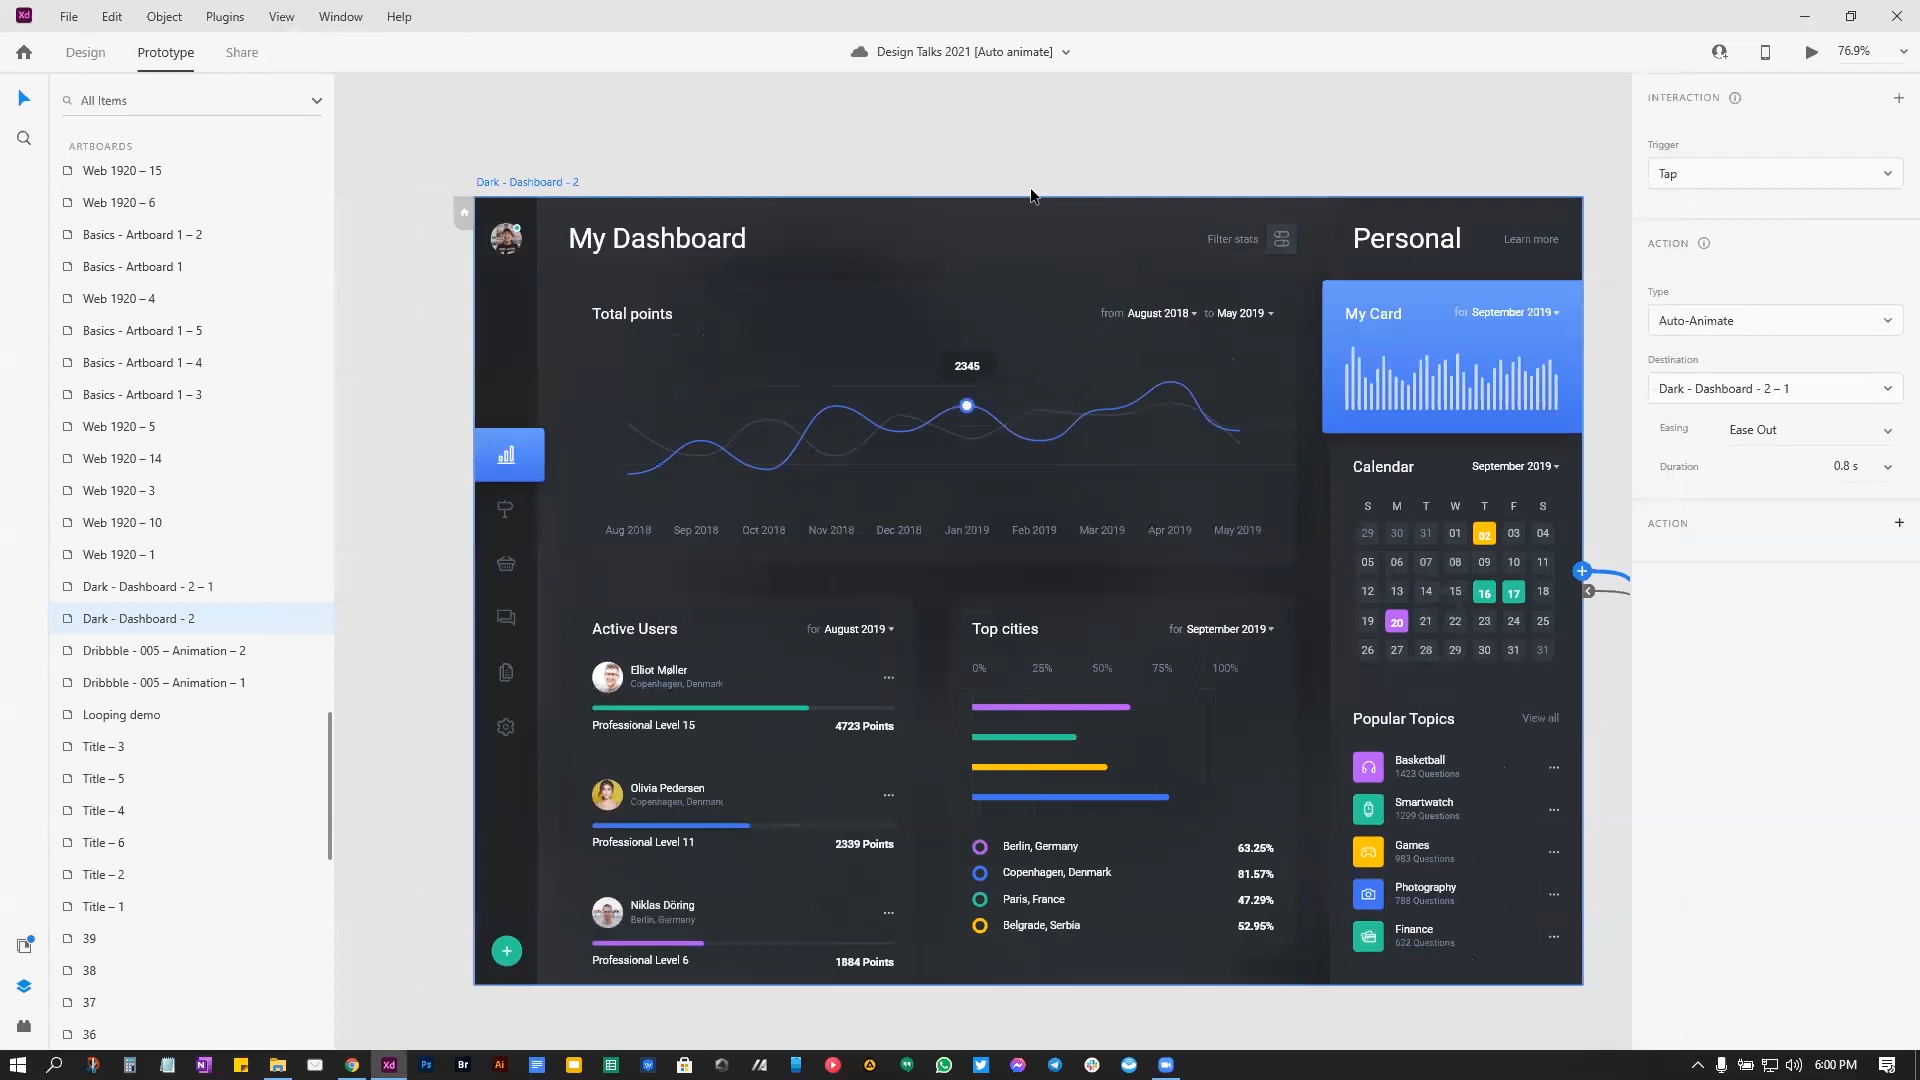 Xd File Edit Object Plugins View Window Help
Design Prototype Share
Design Talks 2021 [Auto animate]
76.9%
All Items
ARTBOARDS
Web 1920 – 15
Web 1920 – 6
Basics - Artboard 1 – 2
Basics - Artboard 1
Web 1920 – 4
Basics - Artboard 1 – 5
Basics - Artboard 1 – 4
Basics - Artboard 1 – 3
Web 1920 – 5
Web 1920 – 14
Web 1920 – 3
Web 1920 – 10
Web 1920 – 1
Dark - Dashboard - 2 – 1
Dark - Dashboard - 2
Dribbble - 005 – Animation – 2
Dribbble - 005 – Animation – 1
Looping demo
Title – 3
Title – 5
Title – 4
Title – 6
Title – 2
Title – 1
39
38
37
36
Dark - Dashboard - 2
My Dashboard
Filter stats
Total points
from August 2018 to May 2019
2345
Aug 2018 Sep 2018 Oct 2018 Nov 2018 Dec 2018 Jan 2019 Feb 2019 Mar 2019 Apr 2019 May 2019
Active Users
for August 2019
Elliot Møller
Copenhagen, Denmark
Professional Level 15
4723 Points
Olivia Pedersen
Copenhagen, Denmark
Professional Level 11
2339 Points
Niklas Döring
Berlin, Germany
Professional Level 6
1884 Points
Top cities
for September 2019
0% 25% 50% 75% 100%
Berlin, Germany 63.25%
Copenhagen, Denmark 81.57%
Paris, France 47.29%
Belgrade, Serbia 52.95%
Personal
Learn more
My Card
for September 2019
Calendar
September 2019
S M T W T F S
29 30 31 01 02 03 04
05 06 07 08 09 10 11
12 13 14 15 16 17 18
19 20 21 22 23 24 25
26 27 28 29 30 31 31
Popular Topics
View all
Basketball
1423 Questions
Smartwatch
1299 Questions
Games
983 Questions
Photography
788 Questions
Finance
632 Questions
INTERACTION
Trigger
Tap
ACTION
Type
Auto-Animate
Destination
Dark - Dashboard - 2 – 1
Easing Ease Out
Duration 0.8 s
ACTION
Xd Ps Br Ai
6:00 PM